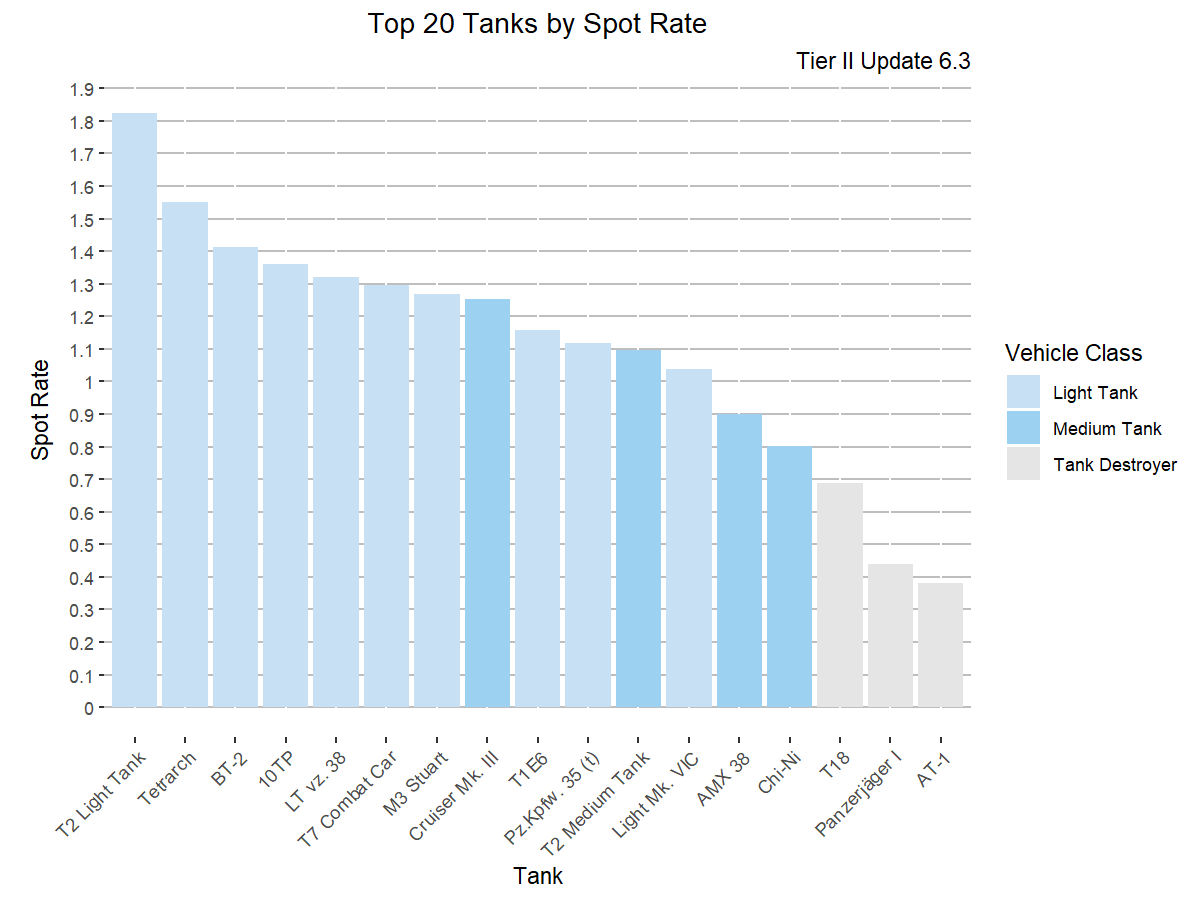 Top 20 Tanks by Spot Rate
Tier II Update 6.3
Spot Rate
1.9
1.8
1.7
1.6
1.5
1.4
1.3
1.2
1.1
1
0.9
0.8
0.7
0.6
0.5
0.4
0.3
0.2
0.1
0
T2 Light Tank
Tetrarch
BT-2
10TP
LT vz. 38
T7 Combat Car
M3 Stuart
Cruiser Mk. III
T1E6
Pz.Kpfw. 35 (t)
T2 Medium Tank
Light Mk. VIC
AMX 38
Chi-Ni
T18
Panzerjäger I
AT-1
Tank
Vehicle Class
Light Tank
Medium Tank
Tank Destroyer